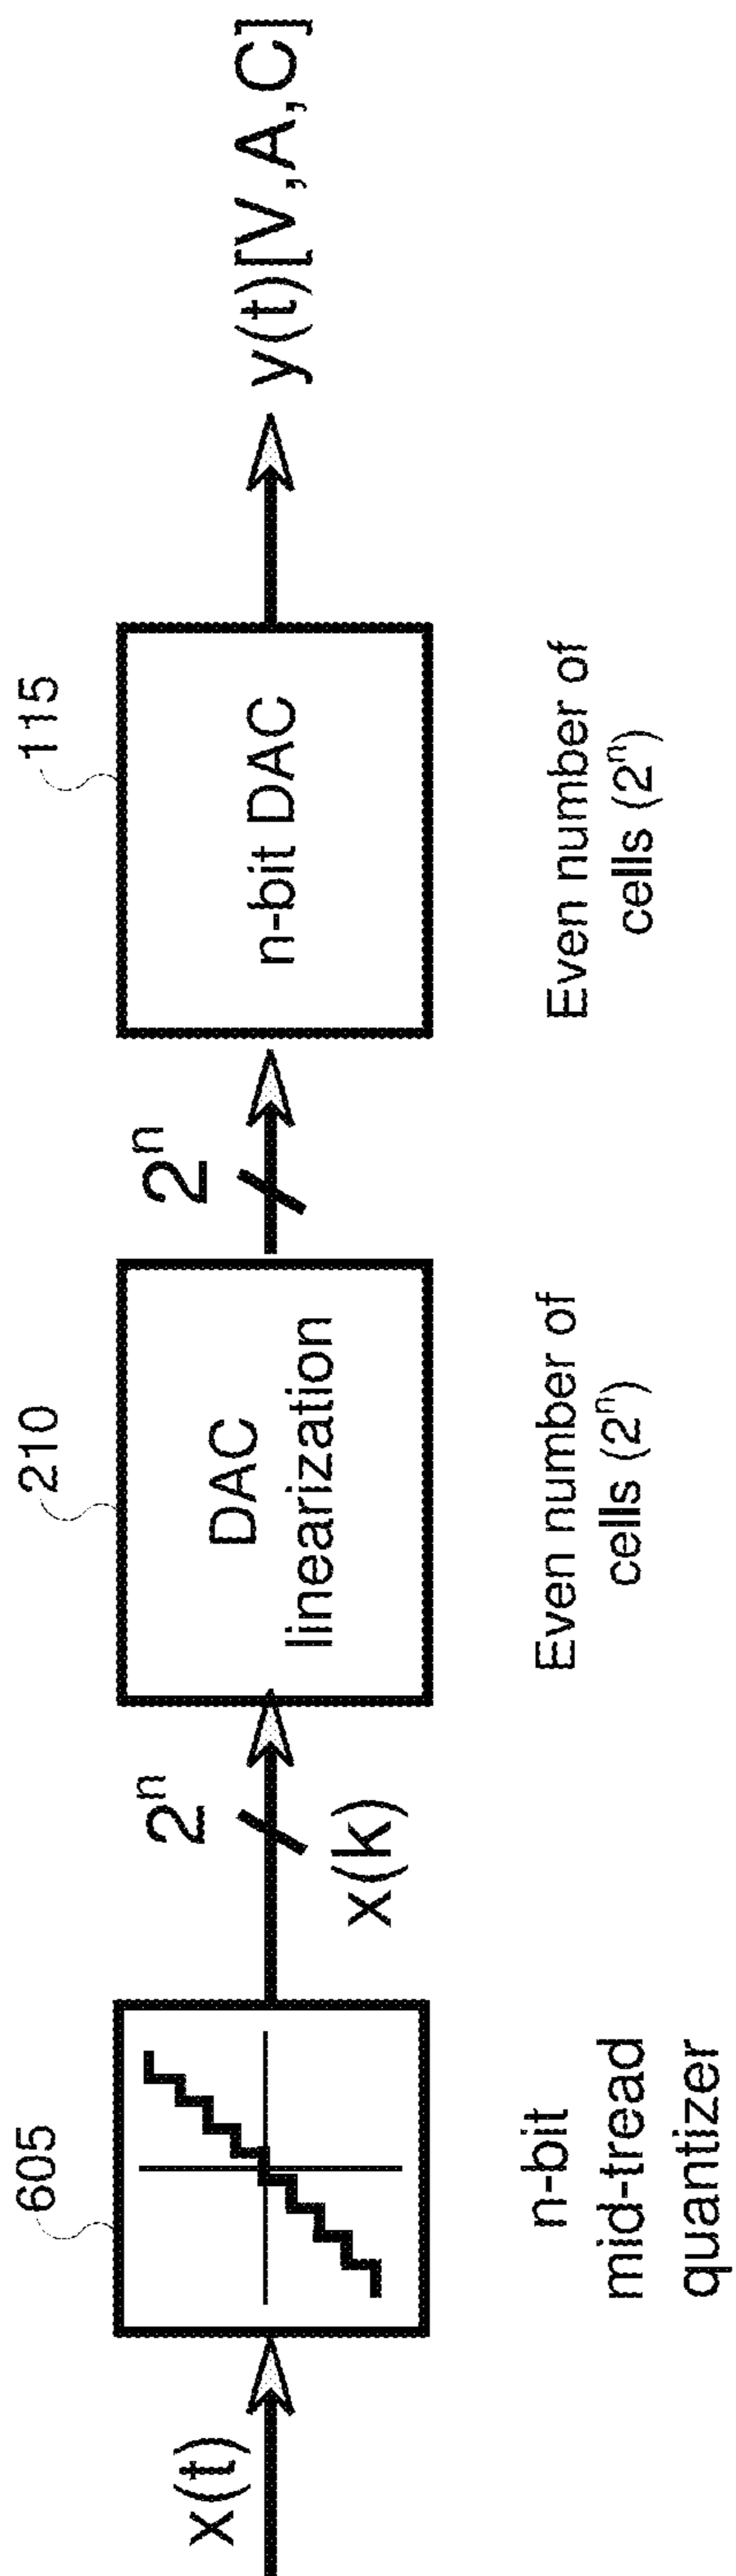 x(t)
605
n-bit
mid-tread
quantizer
2ⁿ
x(k)
210
DAC
linearization
Even number of
cells (2ⁿ)
2ⁿ
115
n-bit DAC
Even number of
cells (2ⁿ)
y(t)[V,A,C]